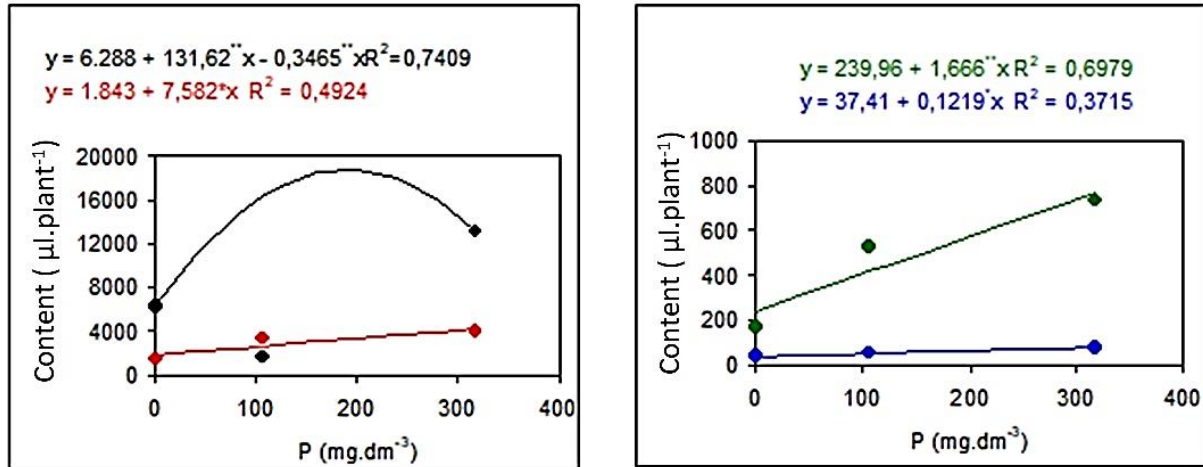 y = 6.288 + 131,62**x - 0,3465**xR²=0,7409
y = 1.843 + 7,582*x R² = 0,4924
20000
16000
12000
8000
4000
0
Content ( µl.plant⁻¹)
0 100 200 300 400
P (mg.dm⁻³)
y = 239,96 + 1,666**x R² = 0,6979
y = 37,41 + 0,1219*x R² = 0,3715
1000
800
600
400
200
0
Content ( µl.plant⁻¹)
0 100 200 300 400
P (mg.dm⁻³)